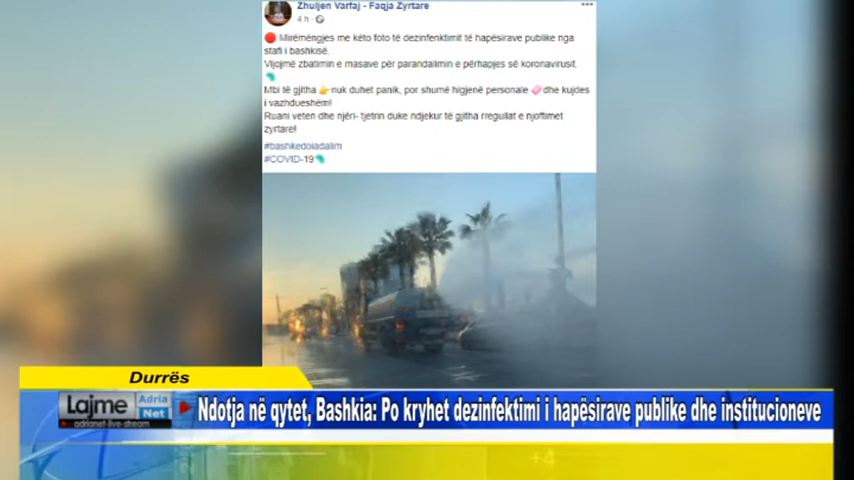 Zhuljen Varfaj - Faqja Zyrtare
4 h
Mirëmëngjes me këto foto të dezinfenktimit të hapësirave publike nga
stafi i bashkisë.
Vijojmë zbatimin e masave për parandalimin e përhapjes së koronavirusit.
Mbi të gjitha 👉nuk duhet panik, por shumë higjenë personale 🧼dhe kujdes
i vazhdueshëm!
Ruani veten dhe njëri- tjetrin duke ndjekur të gjitha rregullat e njoftimet
zyrtare!
#bashkedoiadalim
#COVID-19🦠
Durrës
Lajme Adria Net
adrianet-live-stream
Ndotja në qytet, Bashkia: Po kryhet dezinfektimi i hapësirave publike dhe institucioneve